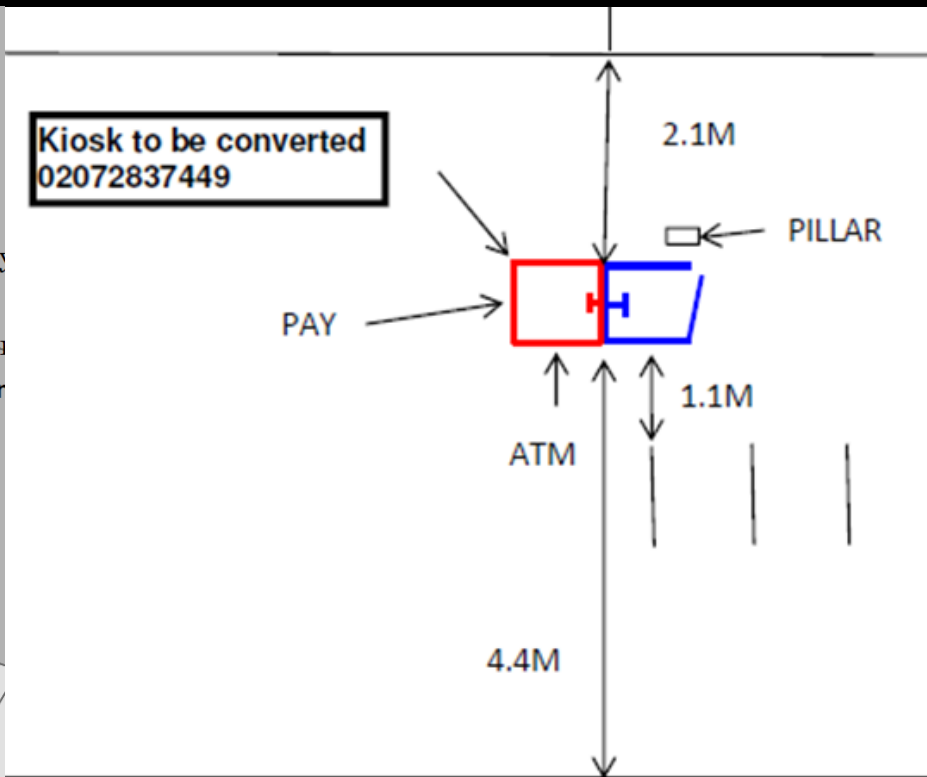 Kiosk to be converted
02072837449
2.1M
PILLAR
PAY
1.1M
ATM
4.4M